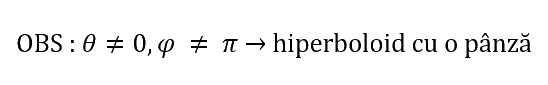 OBS : θ ≠ 0, φ ≠ π → hiperboloid cu o pânză